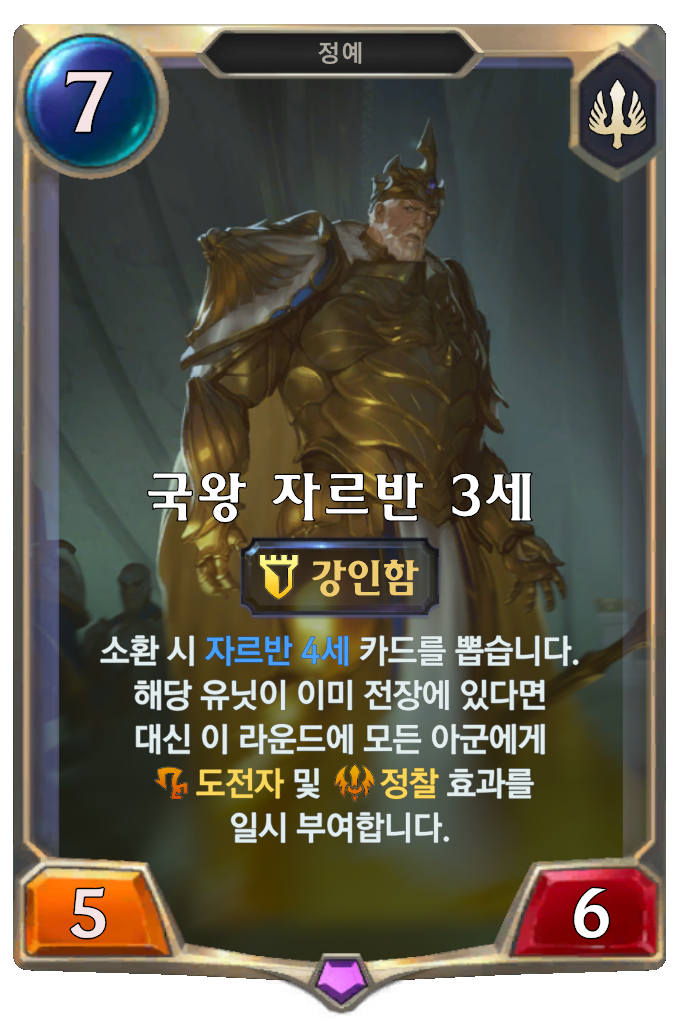 정예
7
국왕 자르반 3세
강인함
소환 시 자르반 4세 카드를 뽑습니다.
해당 유닛이 이미 전장에 있다면
대신 이 라운드에 모든 아군에게
도전자 및 정찰 효과를
일시 부여합니다.
5
6